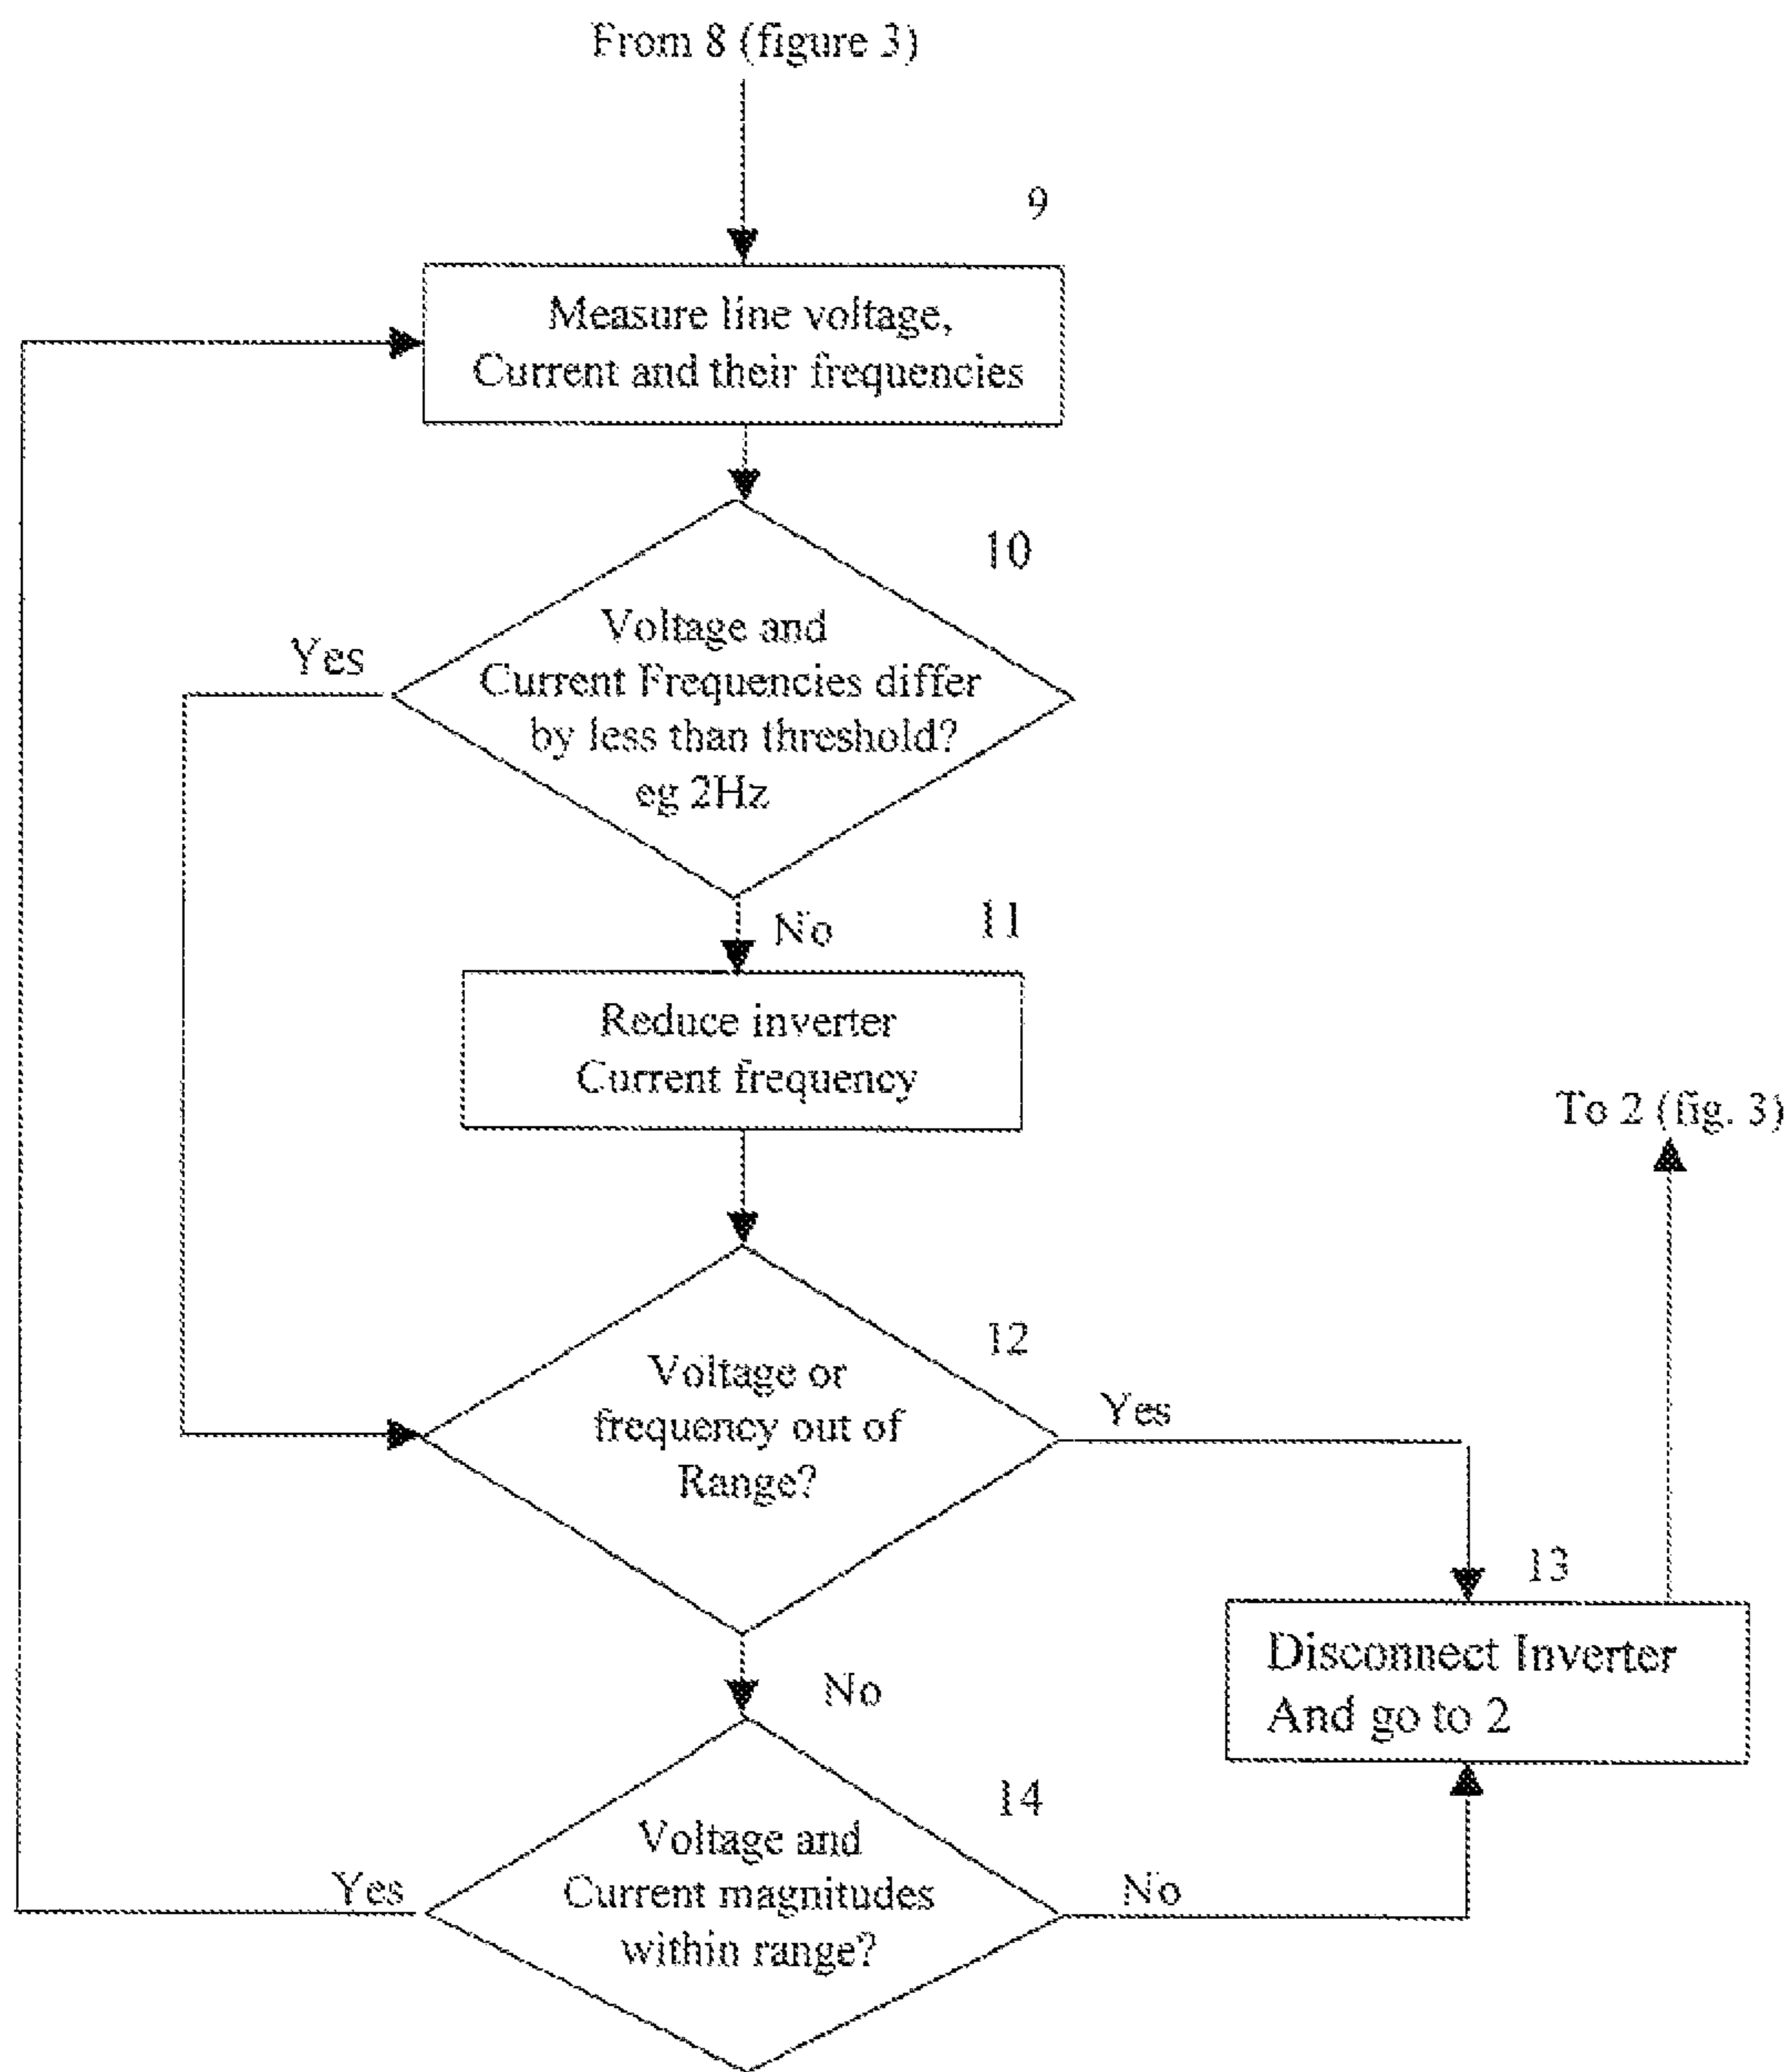 From 8 (figure 3)
9
Measure line voltage,
Current and their frequencies
10
Voltage and
Current Frequencies differ
by less than threshold?
eg 2Hz
Yes
No
11
Reduce inverter
Current frequency
To 2 (fig. 3)
12
Voltage or
frequency out of
Range?
Yes
13
Disconnect Inverter
And go to 2
No
14
Voltage and
Current magnitudes
within range?
Yes
No